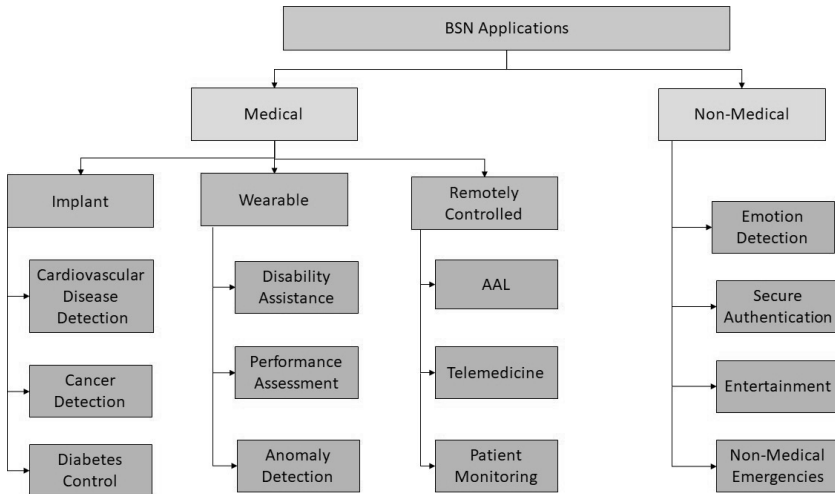 BSN Applications
Medical
Non-Medical
Implant
Wearable
Remotely
Controlled
Cardiovascular
Disease
Detection
Cancer
Detection
Diabetes
Control
Disability
Assistance
Performance
Assessment
Anomaly
Detection
AAL
Telemedicine
Patient
Monitoring
Emotion
Detection
Secure
Authentication
Entertainment
Non-Medical
Emergencies